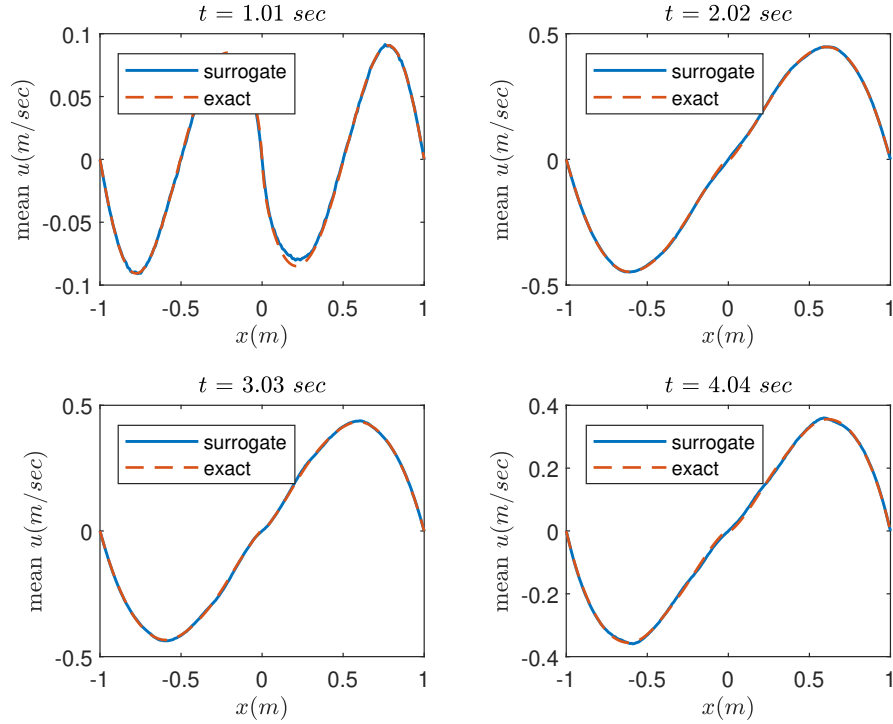 t = 1.01 sec
0.1
0.05
0
-0.05
-0.1
mean u(m/sec)
surrogate
exact
-1 -0.5 0 0.5 1
x(m)
t = 2.02 sec
0.5
0
-0.5
mean u(m/sec)
surrogate
exact
-1 -0.5 0 0.5 1
x(m)
t = 3.03 sec
0.5
0
-0.5
mean u(m/sec)
surrogate
exact
-1 -0.5 0 0.5 1
x(m)
t = 4.04 sec
0.4
0.2
0
-0.2
-0.4
mean u(m/sec)
surrogate
exact
-1 -0.5 0 0.5 1
x(m)